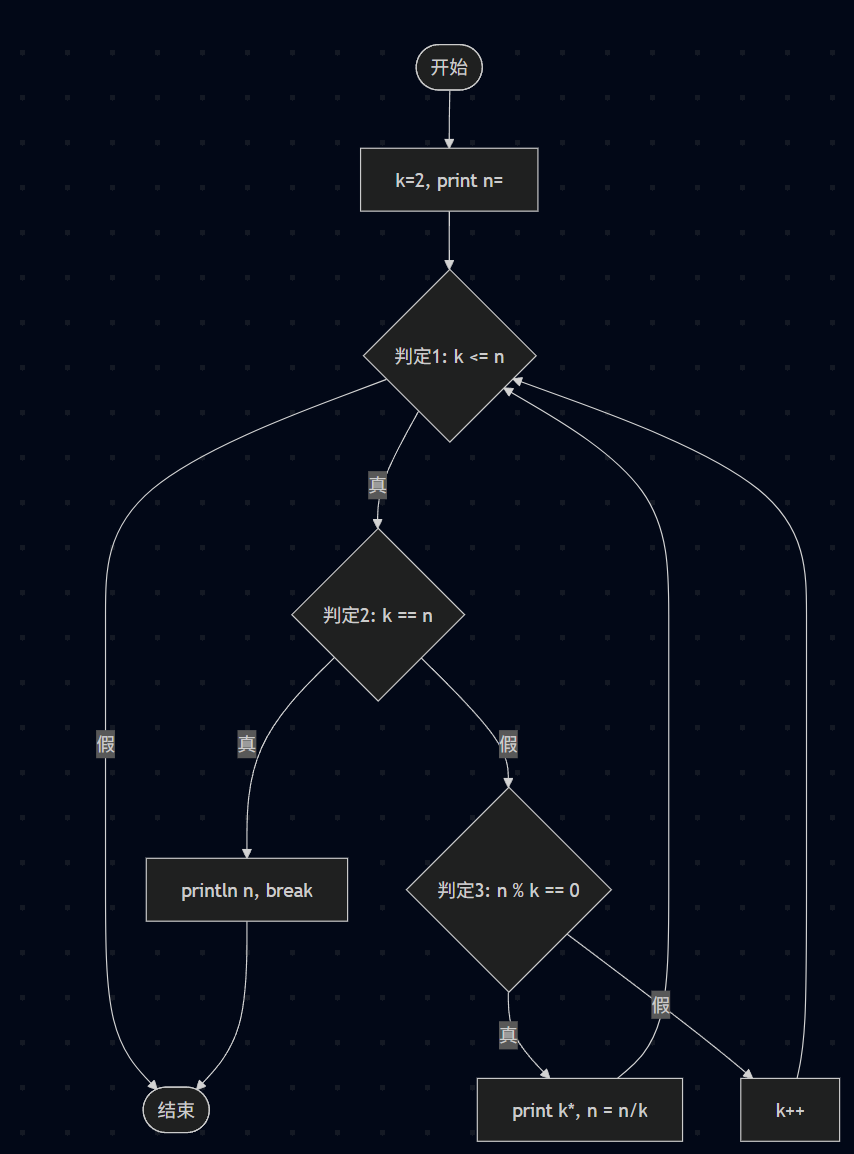 开始
k=2, print n=
判定1: k <= n
真
判定2: k == n
假
真
假
println n, break
判定3: n % k == 0
假
真
结束
print k*, n = n/k
k++